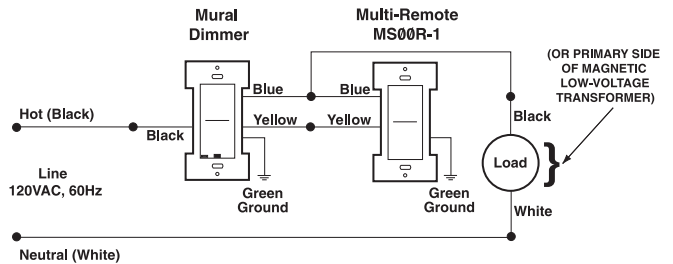 Mural
Dimmer
Multi-Remote
MS00R-1
(OR PRIMARY SIDE
OF MAGNETIC
LOW-VOLTAGE
TRANSFORMER)
Blue
Blue
Hot (Black)
Black
Yellow
Yellow
Black
Line
120VAC, 60Hz
Load
Green
Ground
Green
Ground
White
Neutral (White)